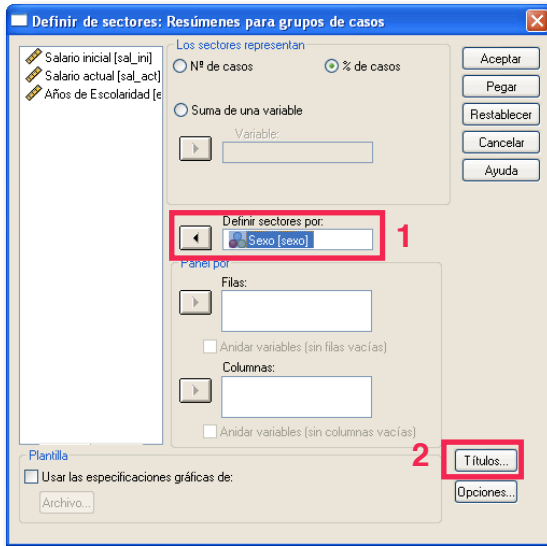 Definir de sectores: Resúmenes para grupos de casos
Salario inicial [sal_ini]
Salario actual [sal_act]
Años de Escolaridad [e
Los sectores representan
Nº de casos
% de casos
Suma de una variable
Variable:
Aceptar
Pegar
Restablecer
Cancelar
Ayuda
Definir sectores por:
Sexo [sexo]
1
Panel por
Filas:
Anidar variables (sin filas vacías)
Columnas:
Anidar variables (sin columnas vacías)
Plantilla
Usar las especificaciones gráficas de:
Archivo...
2
Títulos...
Opciones...